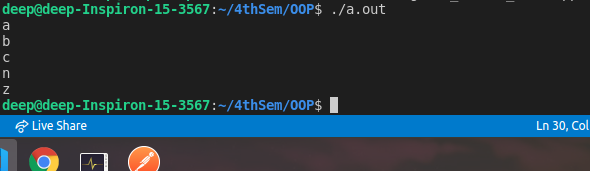 deep@deep-Inspiron-15-3567:~/4thSem/OOP$ ./a.out
a
b
c
n
z
deep@deep-Inspiron-15-3567:~/4thSem/OOP$
Live Share
Ln 30, Col